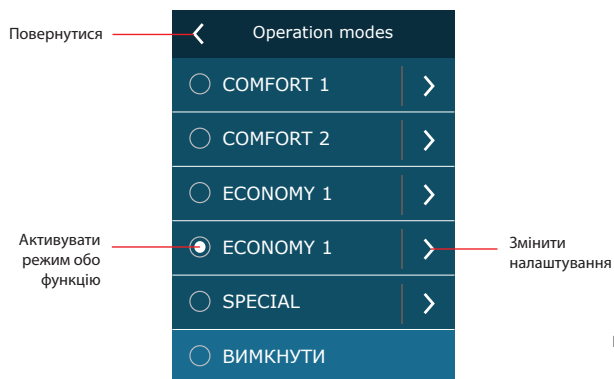 Повернутися
Operation modes
COMFORT 1
COMFORT 2
ECONOMY 1
Активувати
режим обо
функцію
ECONOMY 1
Змінити
налаштування
SPECIAL
ВИМКНУТИ